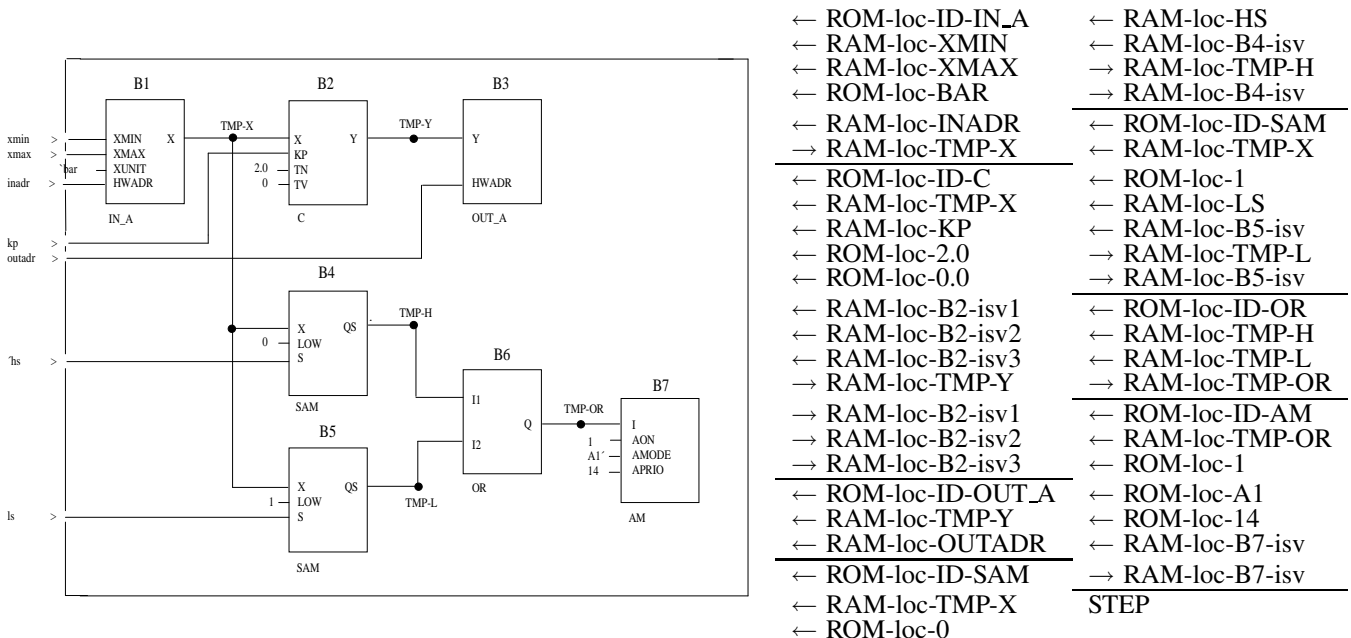 B1
B2
B3
TMP-X
TMP-Y
xmin >
xmax >
`bar
inadr >
XMIN X
XMAX
XUNIT
HWADR
X Y
KP
2.0 TN
0 TV
Y
HWADR
IN_A
C
OUT_A
kp >
outadr >
B4
TMP-H
X QS
0 LOW
S
´hs >
SAM
B5
X QS
1 LOW
S
TMP-L
ls >
SAM
B6
I1
I2
Q
OR
TMP-OR
B7
I
1 AON
A1´ AMODE
14 APRIO
AM
← ROM-loc-ID-IN_A
← RAM-loc-XMIN
← RAM-loc-XMAX
← ROM-loc-BAR
← RAM-loc-INADR
→ RAM-loc-TMP-X
← ROM-loc-ID-C
← RAM-loc-TMP-X
← RAM-loc-KP
← ROM-loc-2.0
← ROM-loc-0.0
← RAM-loc-B2-isv1
← RAM-loc-B2-isv2
← RAM-loc-B2-isv3
→ RAM-loc-TMP-Y
→ RAM-loc-B2-isv1
→ RAM-loc-B2-isv2
→ RAM-loc-B2-isv3
← ROM-loc-ID-OUT_A
← RAM-loc-TMP-Y
← RAM-loc-OUTADR
← ROM-loc-ID-SAM
← RAM-loc-TMP-X
← ROM-loc-0
← RAM-loc-HS
← RAM-loc-B4-isv
→ RAM-loc-TMP-H
→ RAM-loc-B4-isv
← ROM-loc-ID-SAM
← RAM-loc-TMP-X
← ROM-loc-1
← RAM-loc-LS
← RAM-loc-B5-isv
→ RAM-loc-TMP-L
→ RAM-loc-B5-isv
← ROM-loc-ID-OR
← RAM-loc-TMP-H
← RAM-loc-TMP-L
→ RAM-loc-TMP-OR
← ROM-loc-ID-AM
← RAM-loc-TMP-OR
← ROM-loc-1
← ROM-loc-A1
← ROM-loc-14
← RAM-loc-B7-isv
→ RAM-loc-B7-isv
STEP